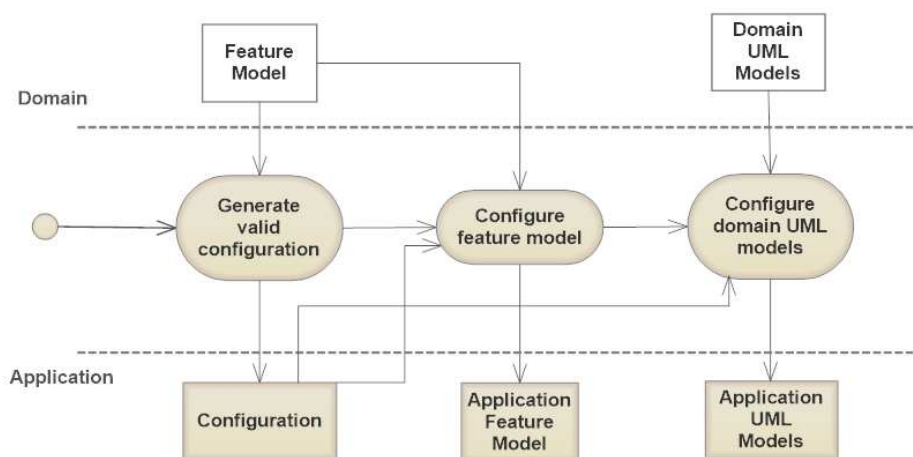 Feature
Model
Domain
UML
Models
Domain
Generate
valid
configuration
Configure
feature model
Configure
domain UML
models
Application
Configuration
Application
Feature
Model
Application
UML
Models